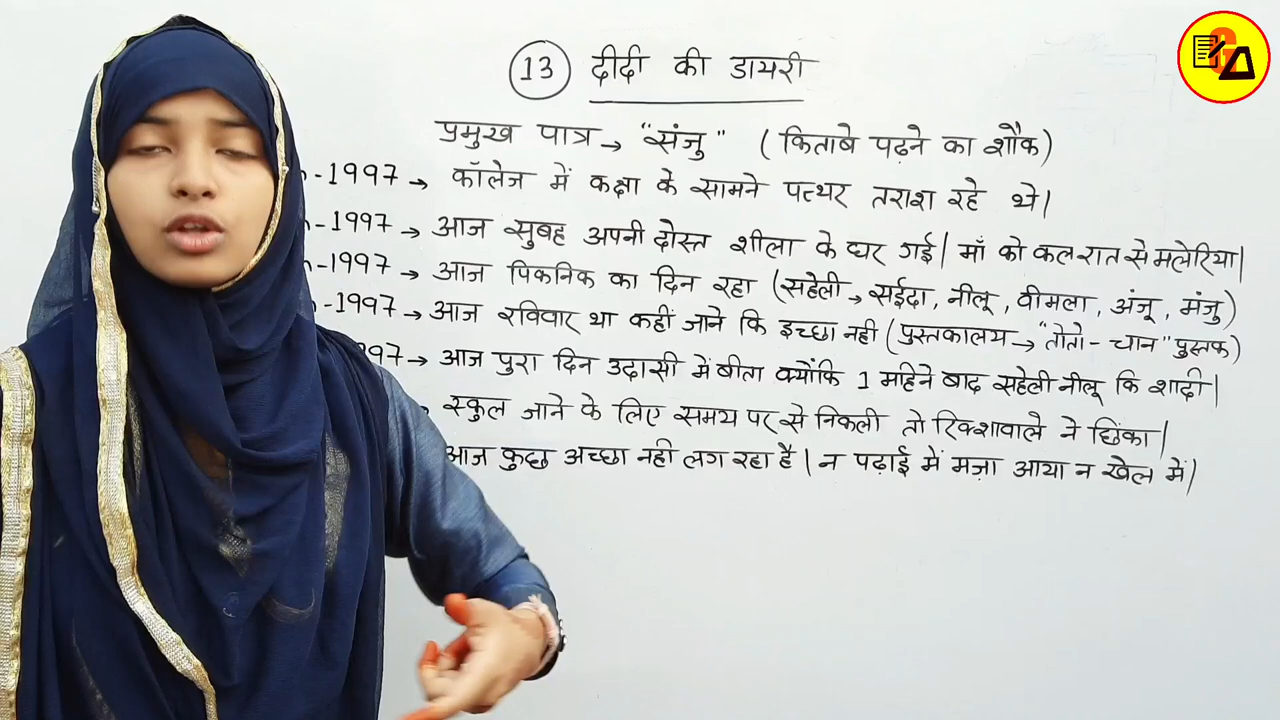 13 दीदी की डायरी
प्रमुख पात्र → "संजु" (किताबे पढ़ने का शौक)
-1997 → कॉलेज में कक्षा के सामने पत्थर तराश रहे थे।
-1997 → आज सुबह अपनी दोस्त शीला के घर गई। माँ को कल रात से मलेरिया।
-1997 → आज पिकनिक का दिन रहा (सहेली → सईदा, नीलू, वीमला, अंजू, मंजु)
-1997 → आज रविवार था कहीं जाने कि इच्छा नही (पुस्तकालय → "तोतो-चान" पुस्तक)
997 → आज पुरा दिन उदासी में बीता क्योंकि 1 महिने बाद सहेली नीलू कि शादी।
स्कुल जाने के लिए समय पर से निकली तो रिक्शावाले ने छिंका।
आज कुछ अच्छा नही लग रहा है। न पढ़ाई में मज़ा आया न खेल में।